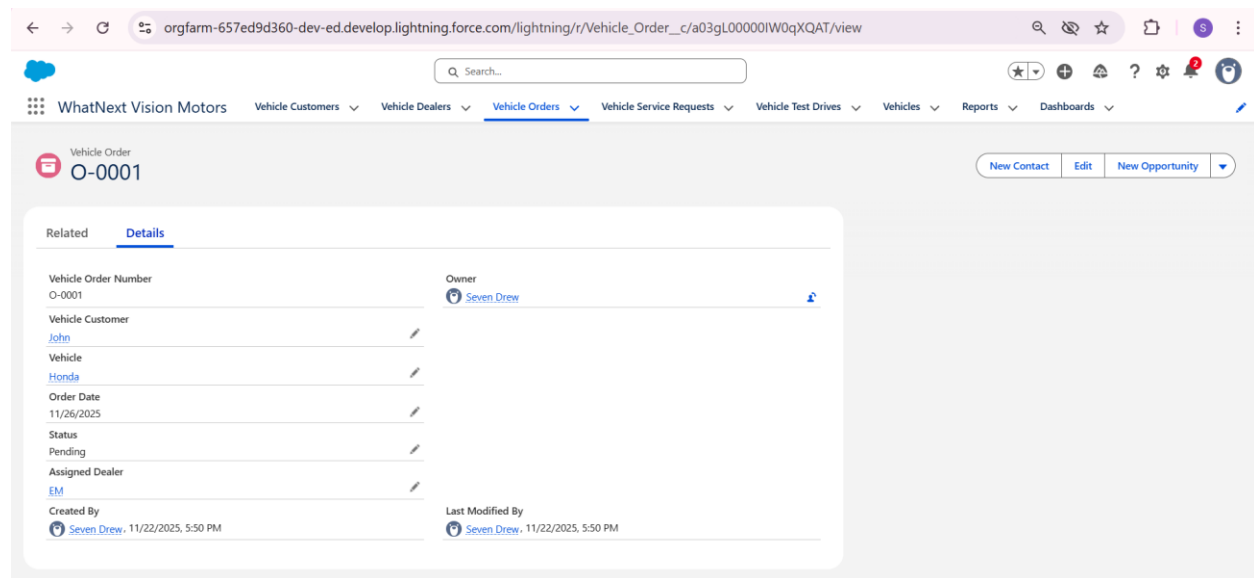 orgfarm-657ed9d360-dev-ed.develop.lightning.force.com/lightning/r/Vehicle_Order__c/a03gL00000IW0qXQAT/view
S
Search...
2
WhatNext Vision Motors Vehicle Customers Vehicle Dealers Vehicle Orders Vehicle Service Requests Vehicle Test Drives Vehicles Reports Dashboards
Vehicle Order
O-0001
New Contact Edit New Opportunity
Related Details
Vehicle Order Number
O-0001
Owner
Seven Drew
Vehicle Customer
John
Vehicle
Honda
Order Date
11/26/2025
Status
Pending
Assigned Dealer
EM
Created By
Seven Drew, 11/22/2025, 5:50 PM
Last Modified By
Seven Drew, 11/22/2025, 5:50 PM